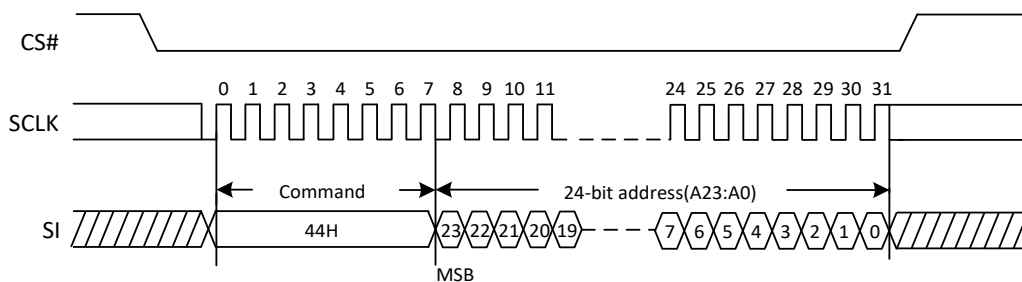 CS#
0 1 2 3 4 5 6 7 8 9 10 11 24 25 26 27 28 29 30 31
SCLK
Command 24-bit address(A23:A0)
SI 44H 23 22 21 20 19 7 6 5 4 3 2 1 0
MSB